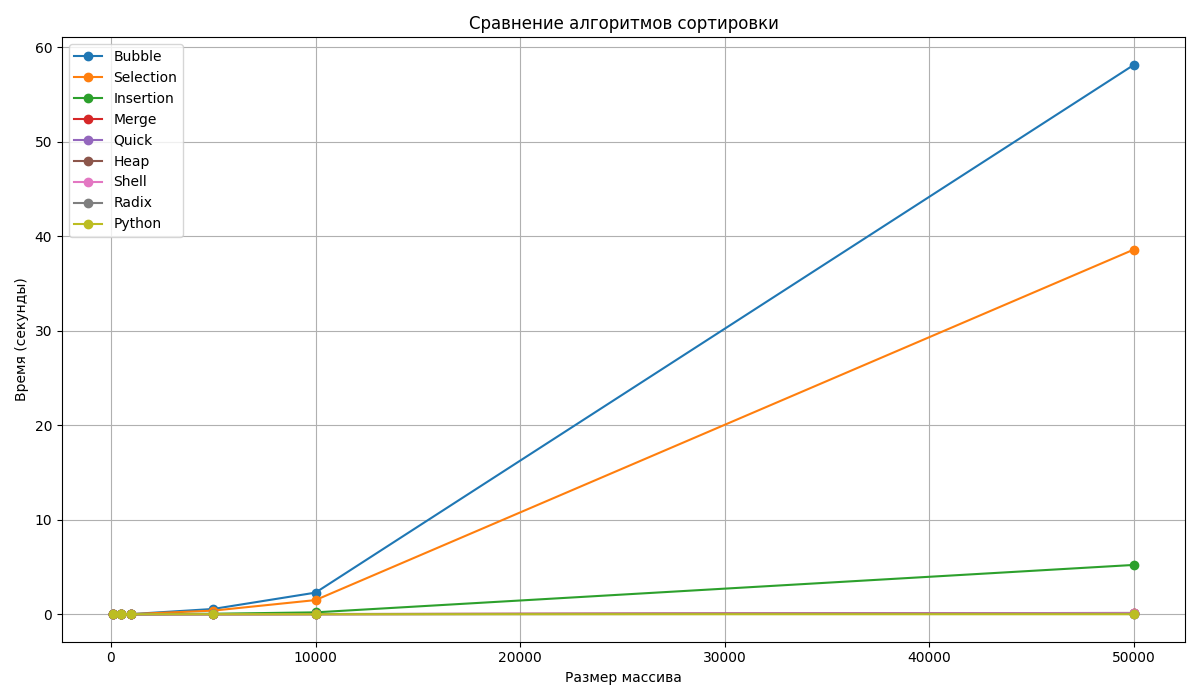 Сравнение алгоритмов сортировки
60
50
40
30
20
10
0
Время (секунды)
Bubble
Selection
Insertion
Merge
Quick
Heap
Shell
Radix
Python
0 10000 20000 30000 40000 50000
Размер массива